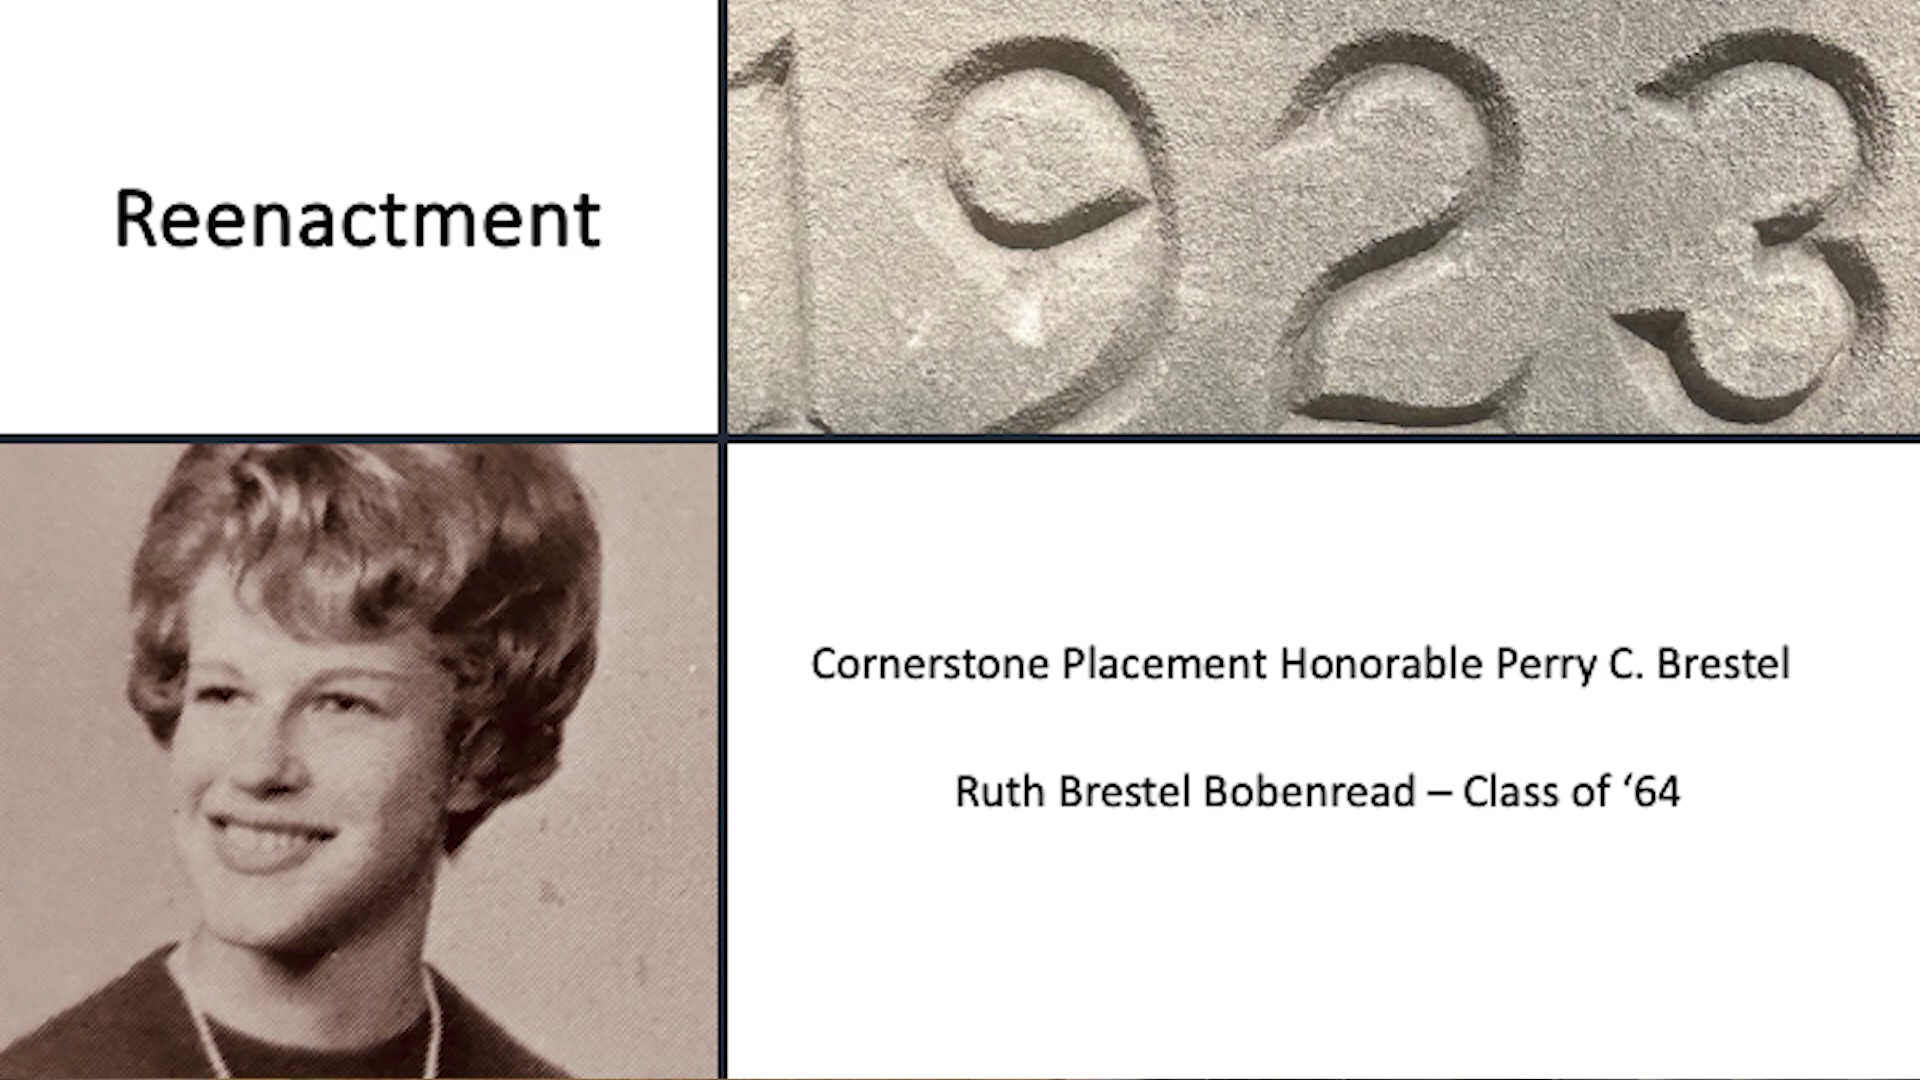 Reenactment
1923
Cornerstone Placement Honorable Perry C. Brestel
Ruth Brestel Bobenread – Class of ‘64